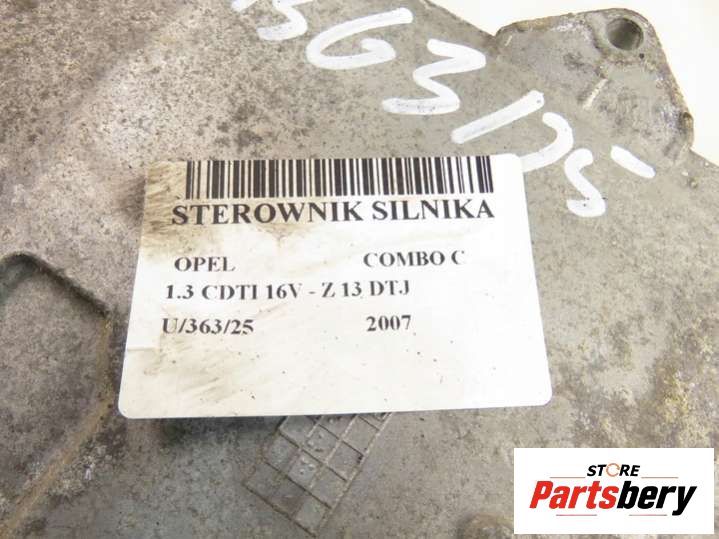 STEROWNIK SILNIKA
OPEL COMBO C
1.3 CDTI 16V - Z 13 DTJ
U/363/25 2007
STORE
Partsbery